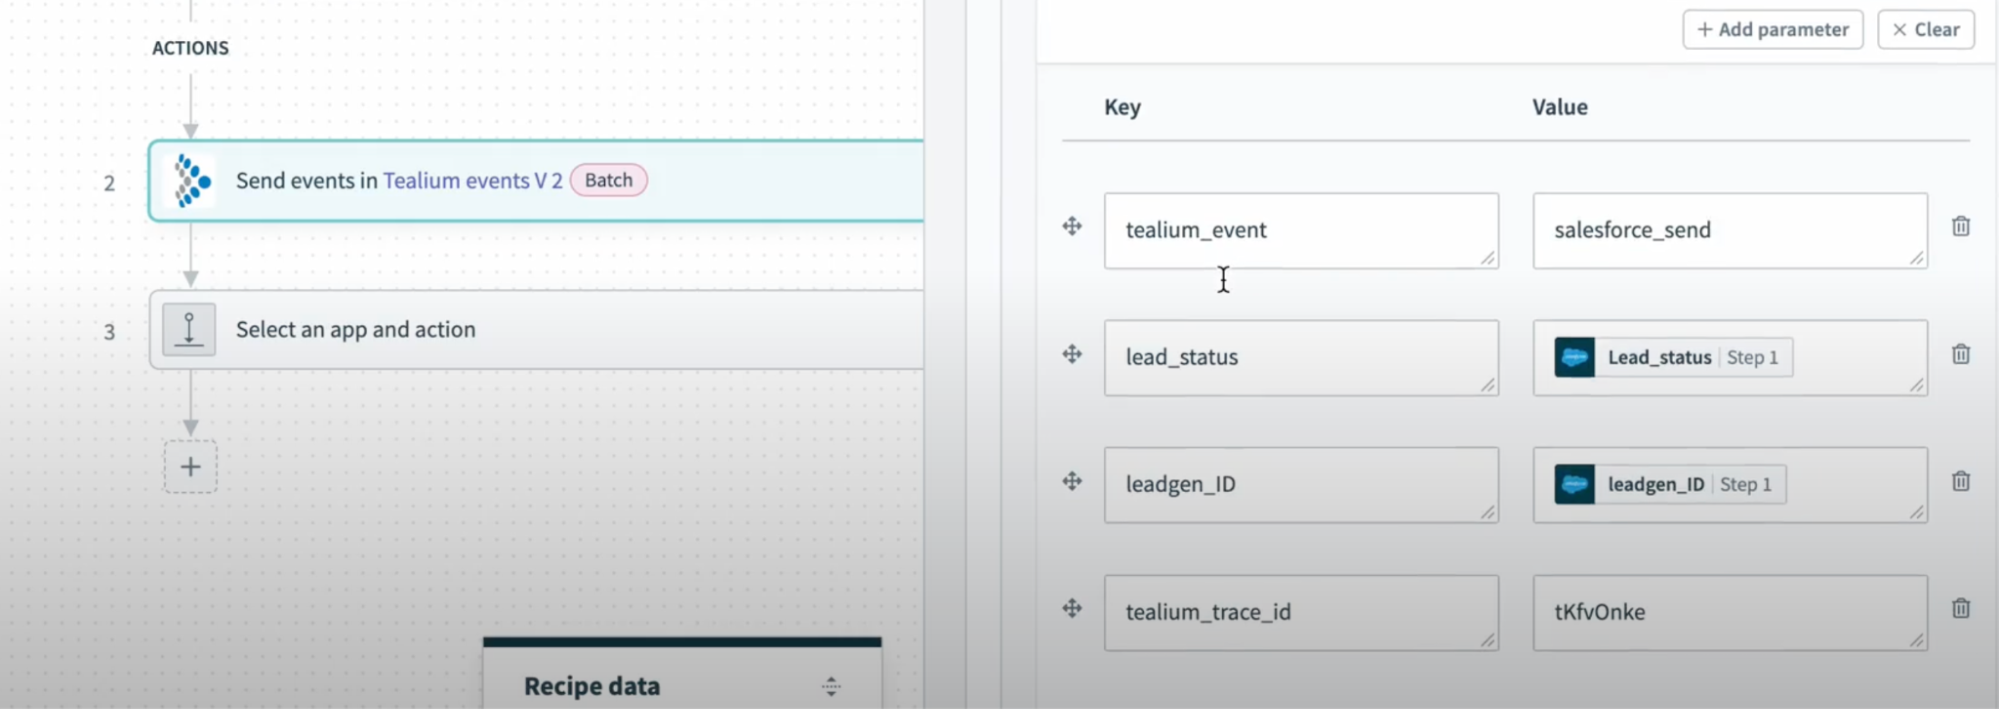 ACTIONS
2
Send events in Tealium events V 2 Batch
3
Select an app and action
Recipe data
Add parameter
Clear
Key Value
tealium_event salesforce_send
lead_status Lead_status Step 1
leadgen_ID leadgen_ID Step 1
tealium_trace_id tKfvOnke